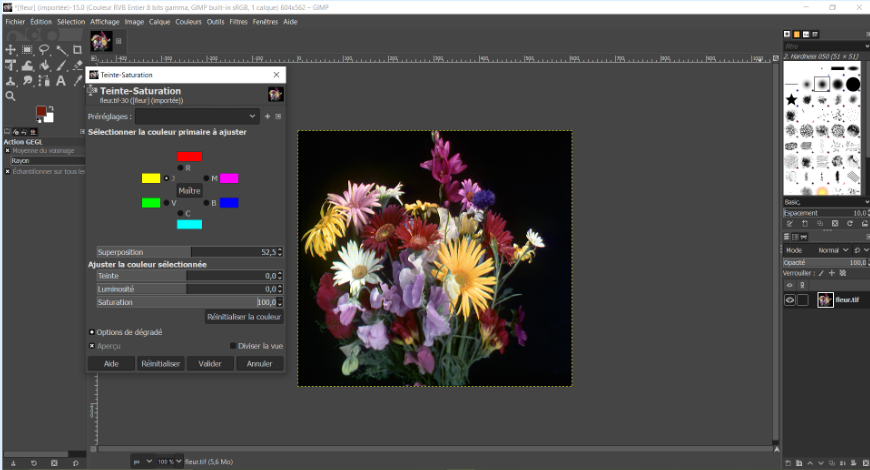 *[fleur] (importée)-15.0 (Couleur RVB Entier 8 bits gamma, GIMP built-in sRGB, 1 calque) 604x562 – GIMP
Fichier Édition Sélection Affichage Image Calque Couleurs Outils Filtres Fenêtres Aide
Teinte-Saturation
Teinte-Saturation
fleur.tif-30 ([fleur] (importée))
Préréglages :
Sélectionner la couleur primaire à ajuster
R
J M
Maître
V B
C
Superposition 52,5
Ajuster la couleur sélectionnée
Teinte 0,0
Luminosité 0,0
Saturation 100,0
Réinitialiser la couleur
Options de dégradé
Aperçu Diviser la vue
Aide Réinitialiser Valider Annuler
Action GEGL
Moyenne du voisinage
Rayon
Échantillonner sur tous les
filtre
2. Hardness 050 (51 × 51)
Basic,
Espacement 10,0
Mode Normal
Opacité 100,0
Verrouiller :
fleur.tif
px 100 % fleur.tif (5,6 Mo)